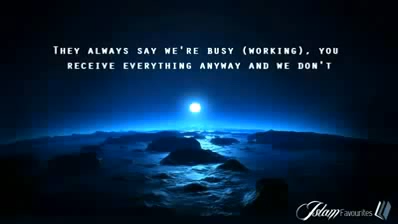 They always say we're busy (working), you
receive everything anyway and we don't
Islam Favourites